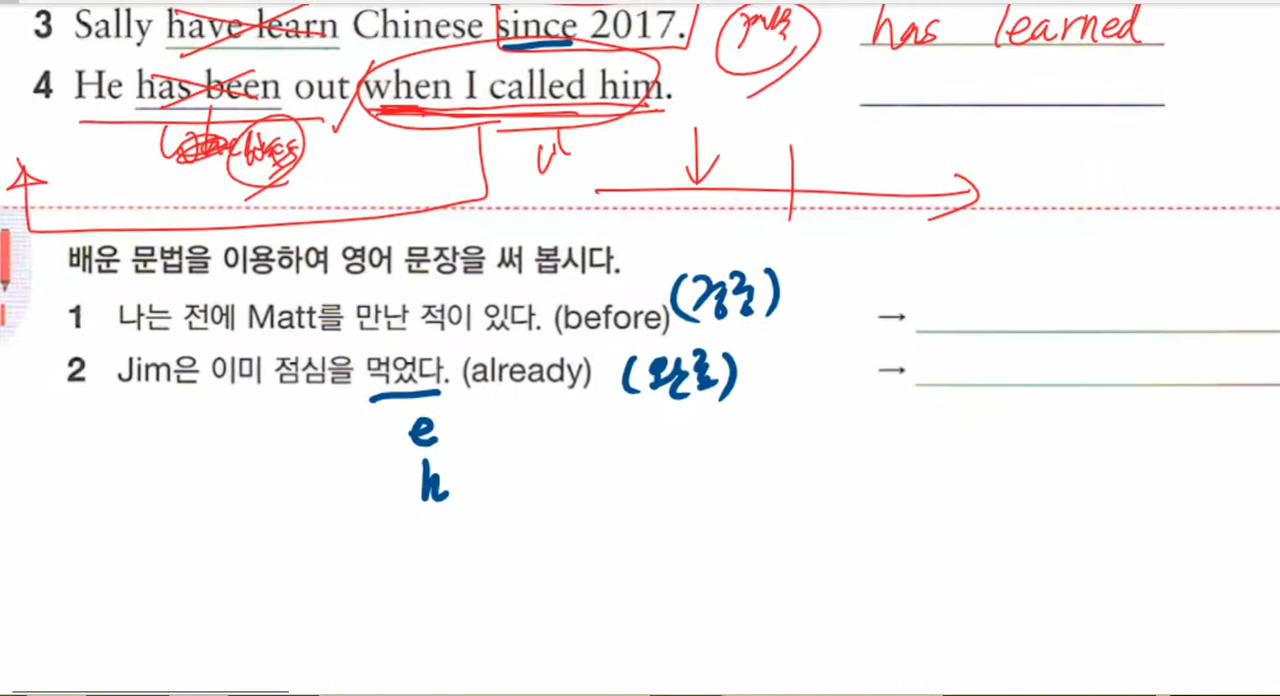 3 Sally have learn Chinese since 2017. 계속 has learned
4 He has been out when I called him.
was
배운 문법을 이용하여 영어 문장을 써 봅시다.
1 나는 전에 Matt를 만난 적이 있다. (before) (경험) →
2 Jim은 이미 점심을 먹었다. (already) (완료) →
e
h